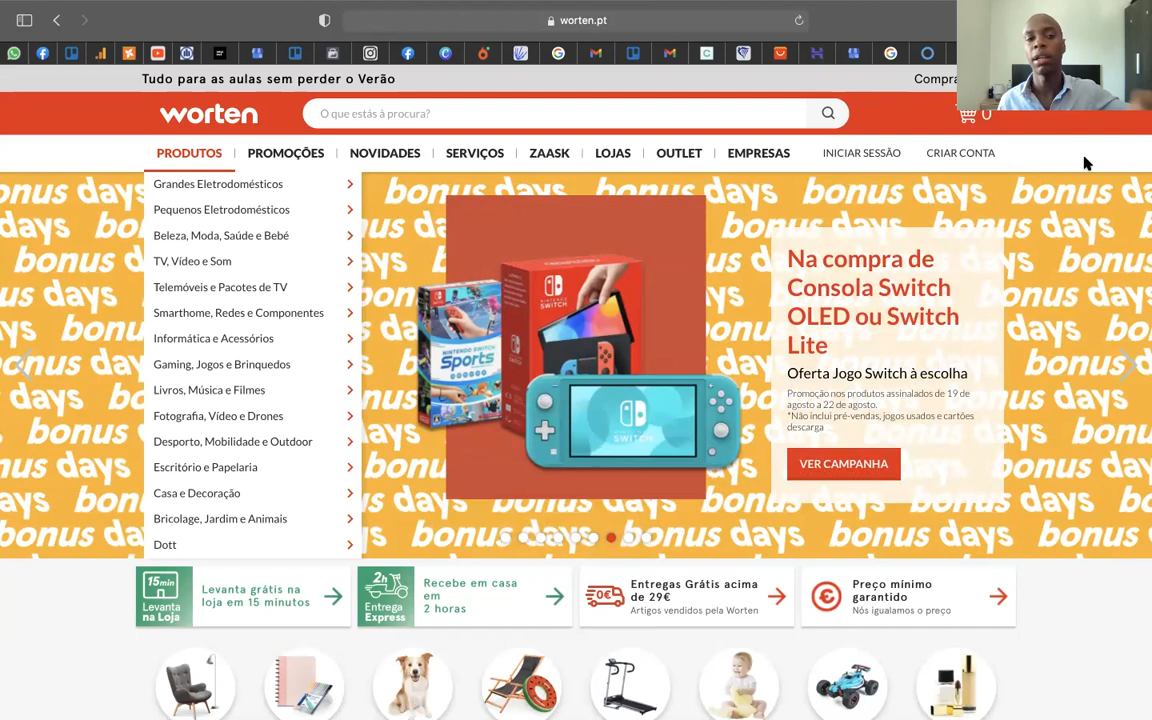 worten.pt
Tudo para as aulas sem perder o Verão
Compra
worten
O que estás à procura?
0
PRODUTOS
PROMOÇÕES
NOVIDADES
SERVIÇOS
ZAASK
LOJAS
OUTLET
EMPRESAS
INICIAR SESSÃO
CRIAR CONTA
Grandes Eletrodomésticos
Pequenos Eletrodomésticos
Beleza, Moda, Saúde e Bebé
TV, Vídeo e Som
Telemóveis e Pacotes de TV
Smarthome, Redes e Componentes
Informática e Acessórios
Gaming, Jogos e Brinquedos
Livros, Música e Filmes
Fotografia, Vídeo e Drones
Desporto, Mobilidade e Outdoor
Escritório e Papelaria
Casa e Decoração
Bricolage, Jardim e Animais
Dott
bonus days
NINTENDO SWITCH
Sports
NINTENDO
SWITCH
SWITCH
Na compra de
Consola Switch
OLED ou Switch
Lite
Oferta Jogo Switch à escolha
Promoção nos produtos assinalados de 19 de
agosto a 22 de agosto.
*Não inclui pré-vendas, jogos usados e cartões
descarga
VER CAMPANHA
15min
Levanta
na Loja
Levanta grátis na
loja em 15 minutos
2h
Entrega
Express
Recebe em casa
em
2 horas
0€
Entregas Grátis acima
de 29€
Artigos vendidos pela Worten
€
Preço mínimo
garantido
Nós igualamos o preço